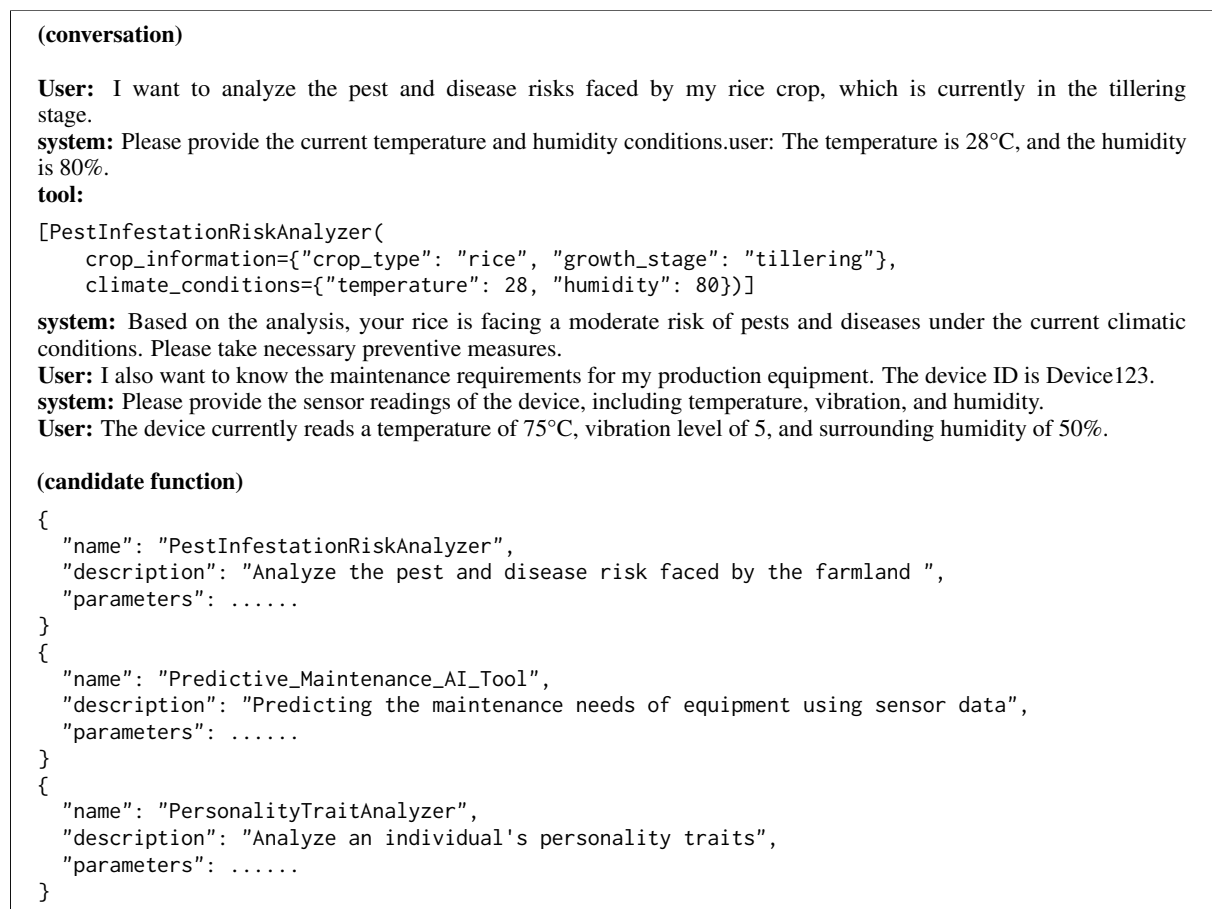 (conversation)
User: I want to analyze the pest and disease risks faced by my rice crop, which is currently in the tillering
stage.
system: Please provide the current temperature and humidity conditions.user: The temperature is 28°C, and the humidity
is 80%.
tool:
[PestInfestationRiskAnalyzer(
    crop_information={"crop_type": "rice", "growth_stage": "tillering"},
    climate_conditions={"temperature": 28, "humidity": 80})]
system: Based on the analysis, your rice is facing a moderate risk of pests and diseases under the current climatic
conditions. Please take necessary preventive measures.
User: I also want to know the maintenance requirements for my production equipment. The device ID is Device123.
system: Please provide the sensor readings of the device, including temperature, vibration, and humidity.
User: The device currently reads a temperature of 75°C, vibration level of 5, and surrounding humidity of 50%.
(candidate function)
{
  "name": "PestInfestationRiskAnalyzer",
  "description": "Analyze the pest and disease risk faced by the farmland ",
  "parameters": ......
}
{
  "name": "Predictive_Maintenance_AI_Tool",
  "description": "Predicting the maintenance needs of equipment using sensor data",
  "parameters": ......
}
{
  "name": "PersonalityTraitAnalyzer",
  "description": "Analyze an individual's personality traits",
  "parameters": ......
}